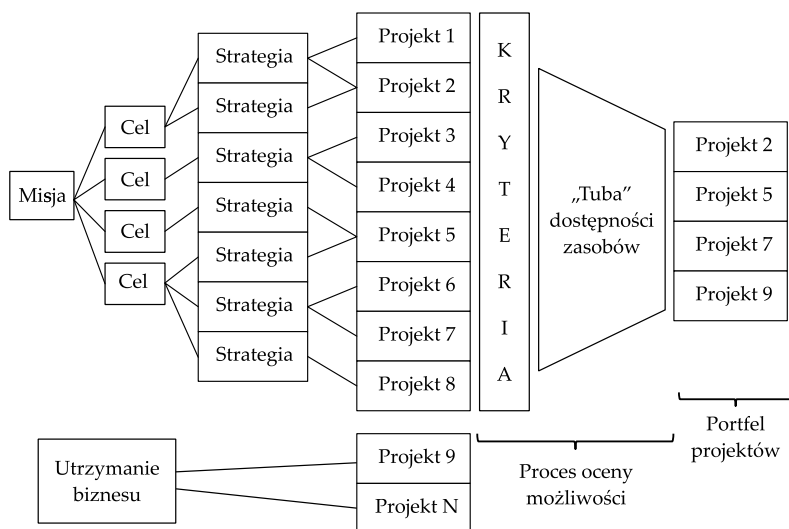 Misja
Cel
Cel
Cel
Cel
Strategia
Strategia
Strategia
Strategia
Strategia
Strategia
Strategia
Projekt 1
Projekt 2
Projekt 3
Projekt 4
Projekt 5
Projekt 6
Projekt 7
Projekt 8
K
R
Y
T
E
R
I
A
„Tuba”
dostępności
zasobów
Projekt 2
Projekt 5
Projekt 7
Projekt 9
Portfel
projektów
Utrzymanie
biznesu
Projekt 9
Projekt N
Proces oceny
możliwości